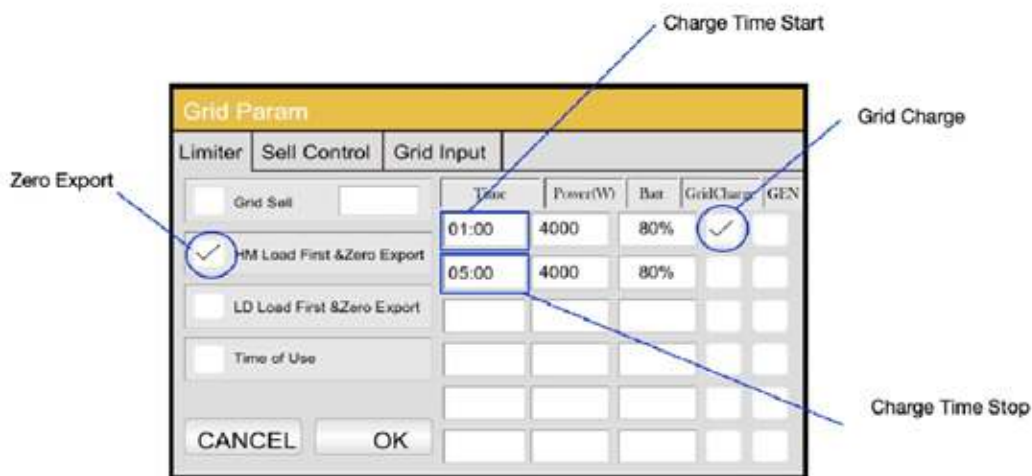 Charge Time Start
Grid Param
Grid Charge
Limiter Sell Control Grid Input
Zero Export
Grid Sell
Time Power(W) Batt GridCharge GEN
01:00 4000 80%
HM Load First &Zero Export
05:00 4000 80%
LD Load First &Zero Export
Time of Use
Charge Time Stop
CANCEL OK